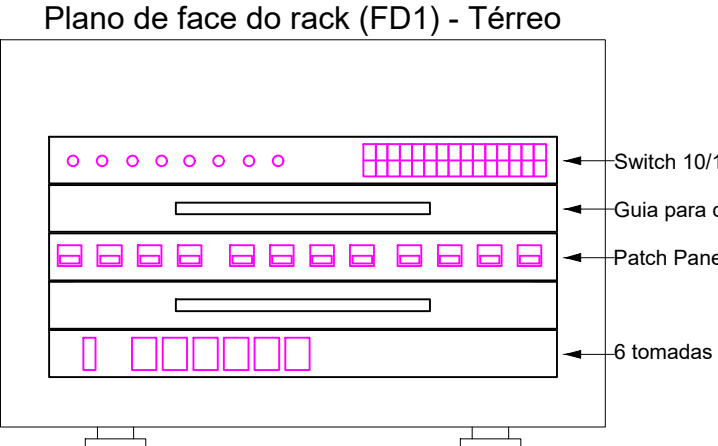 Plano de face do rack (FD1) - Térreo
Switch 10/1
Guia para
Patch Pane
6 tomadas